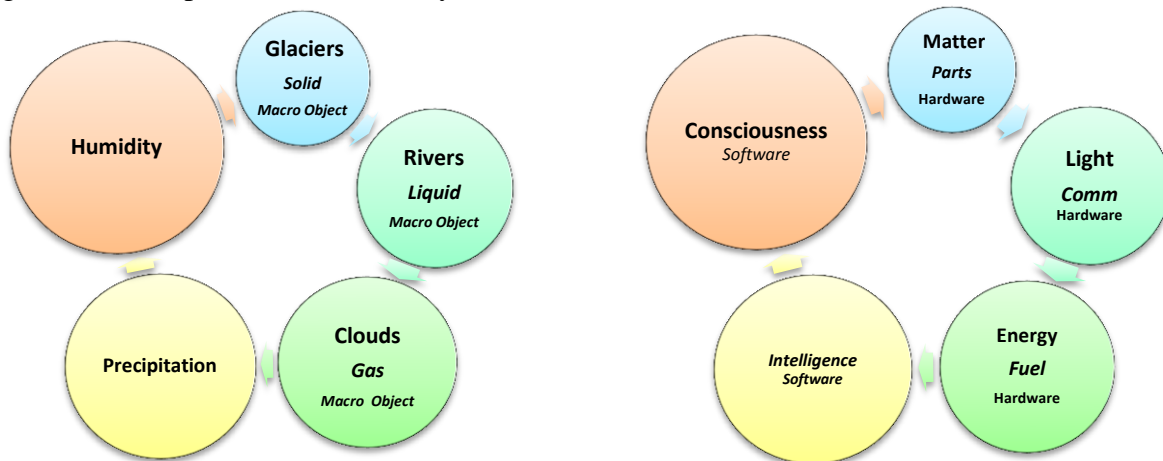 Glaciers
Solid
Macro Object
Rivers
Liquid
Macro Object
Clouds
Gas
Macro Object
Precipitation
Humidity
Matter
Parts
Hardware
Light
Comm
Hardware
Energy
Fuel
Hardware
Intelligence
Software
Consciousness
Software